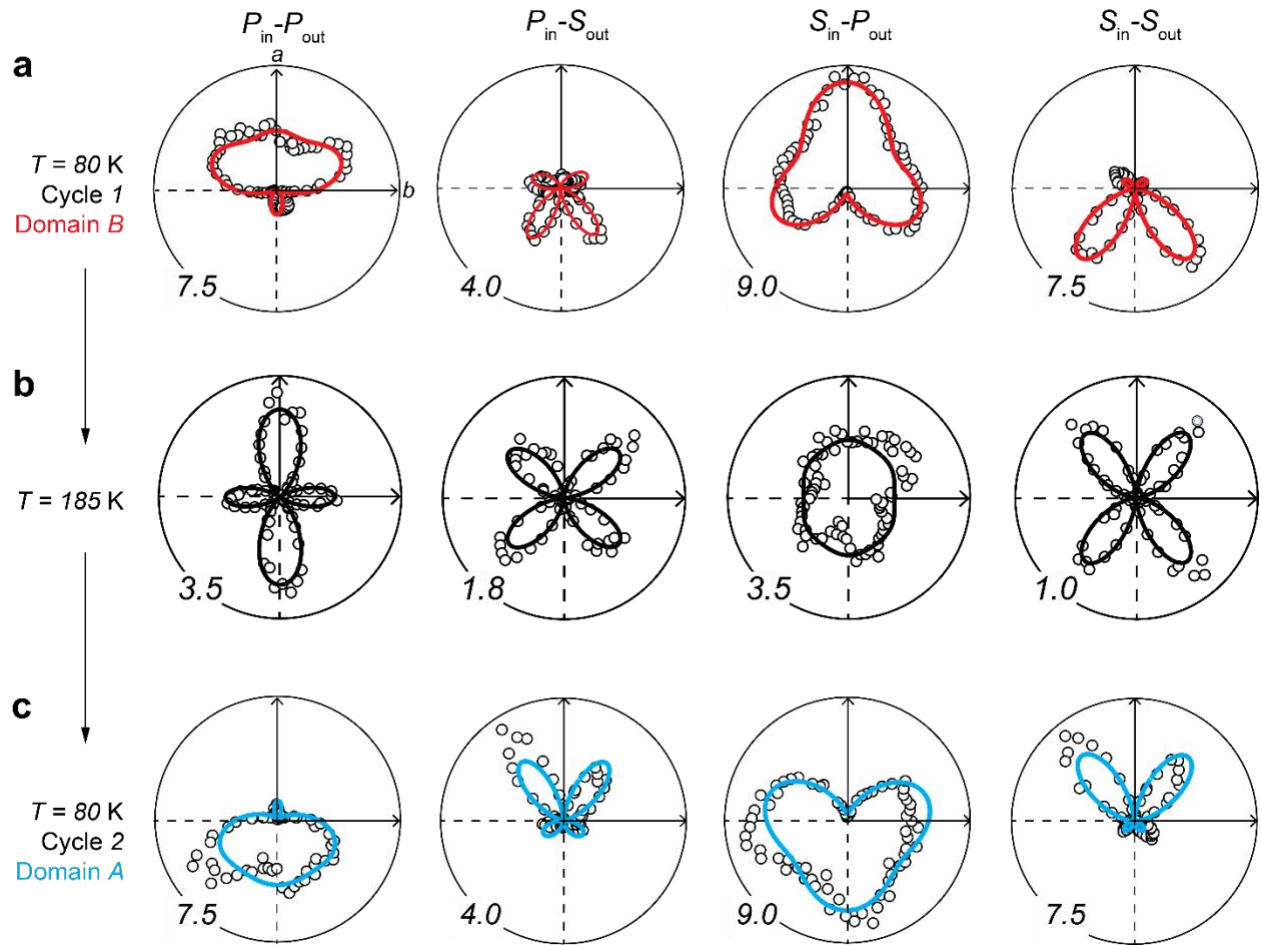 P_in-P_out P_in-S_out S_in-P_out S_in-S_out
a
a
b
T = 80 K
Cycle 1
Domain B
7.5 4.0 9.0 7.5
b
T = 185 K
3.5 1.8 3.5 1.0
c
T = 80 K
Cycle 2
Domain A
7.5 4.0 9.0 7.5